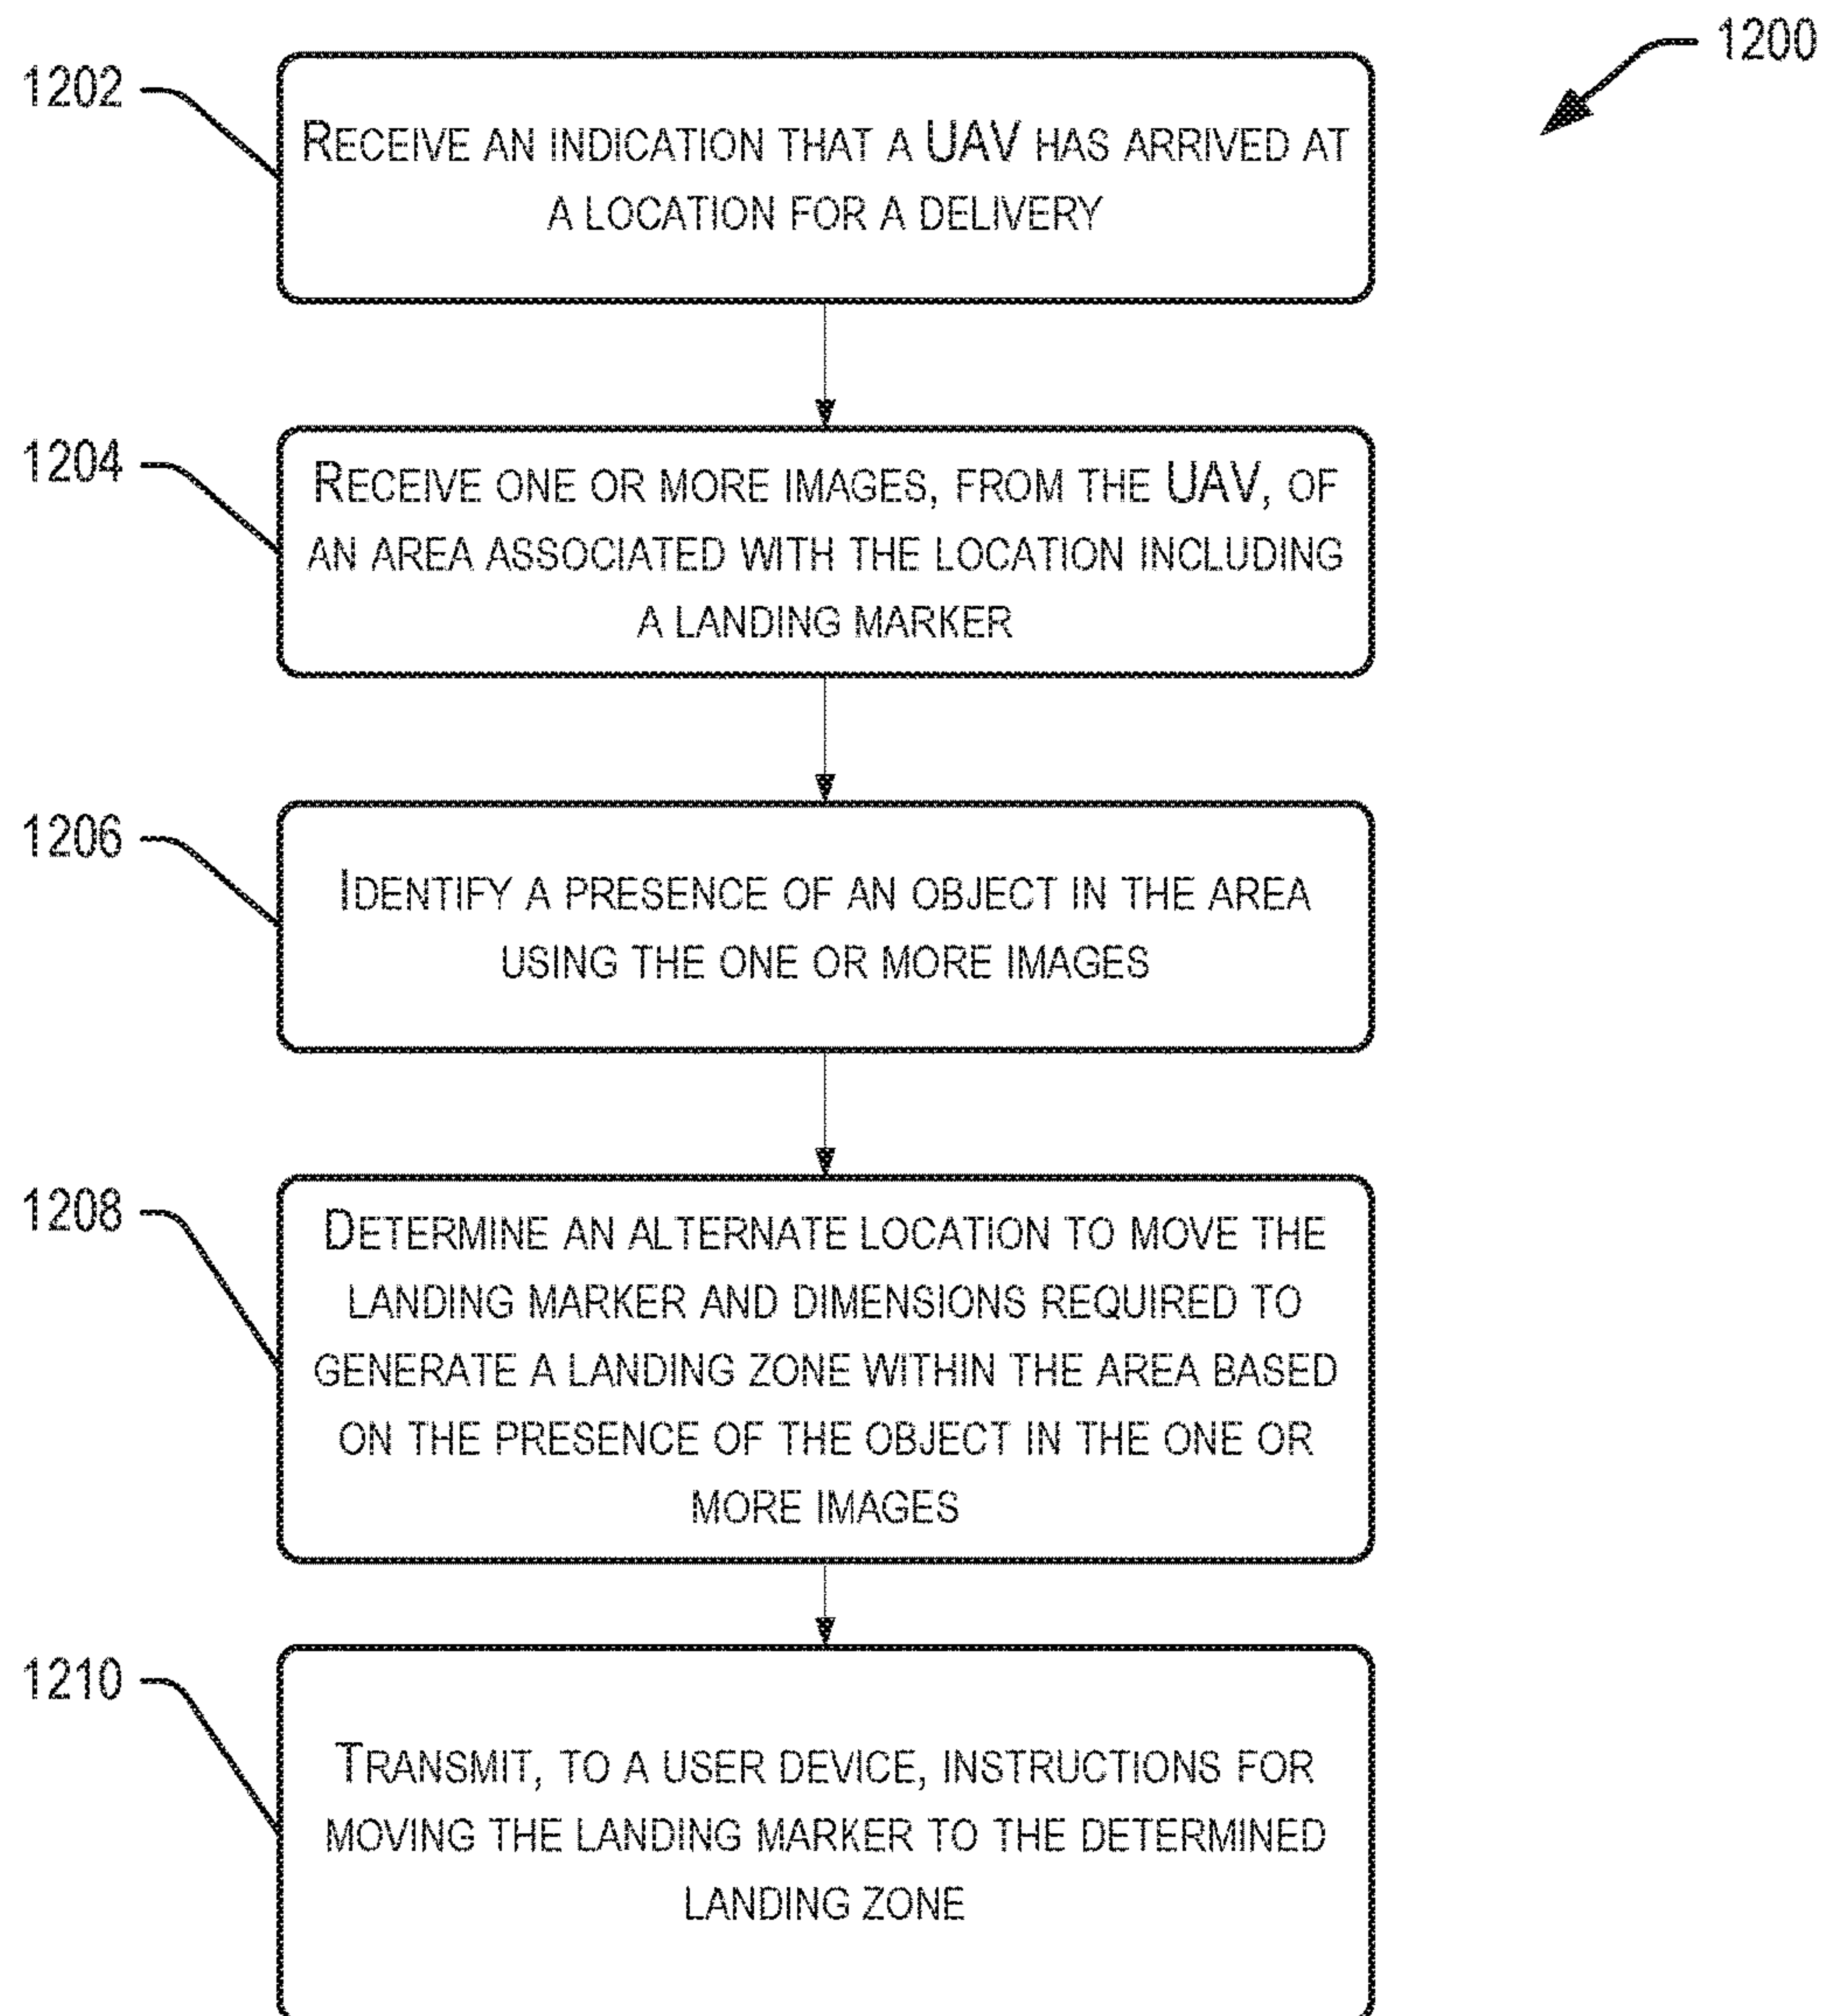 1200
1202
RECEIVE AN INDICATION THAT A UAV HAS ARRIVED AT
A LOCATION FOR A DELIVERY
1204
RECEIVE ONE OR MORE IMAGES, FROM THE UAV, OF
AN AREA ASSOCIATED WITH THE LOCATION INCLUDING
A LANDING MARKER
1206
IDENTIFY A PRESENCE OF AN OBJECT IN THE AREA
USING THE ONE OR MORE IMAGES
1208
DETERMINE AN ALTERNATE LOCATION TO MOVE THE
LANDING MARKER AND DIMENSIONS REQUIRED TO
GENERATE A LANDING ZONE WITHIN THE AREA BASED
ON THE PRESENCE OF THE OBJECT IN THE ONE OR
MORE IMAGES
1210
TRANSMIT, TO A USER DEVICE, INSTRUCTIONS FOR
MOVING THE LANDING MARKER TO THE DETERMINED
LANDING ZONE